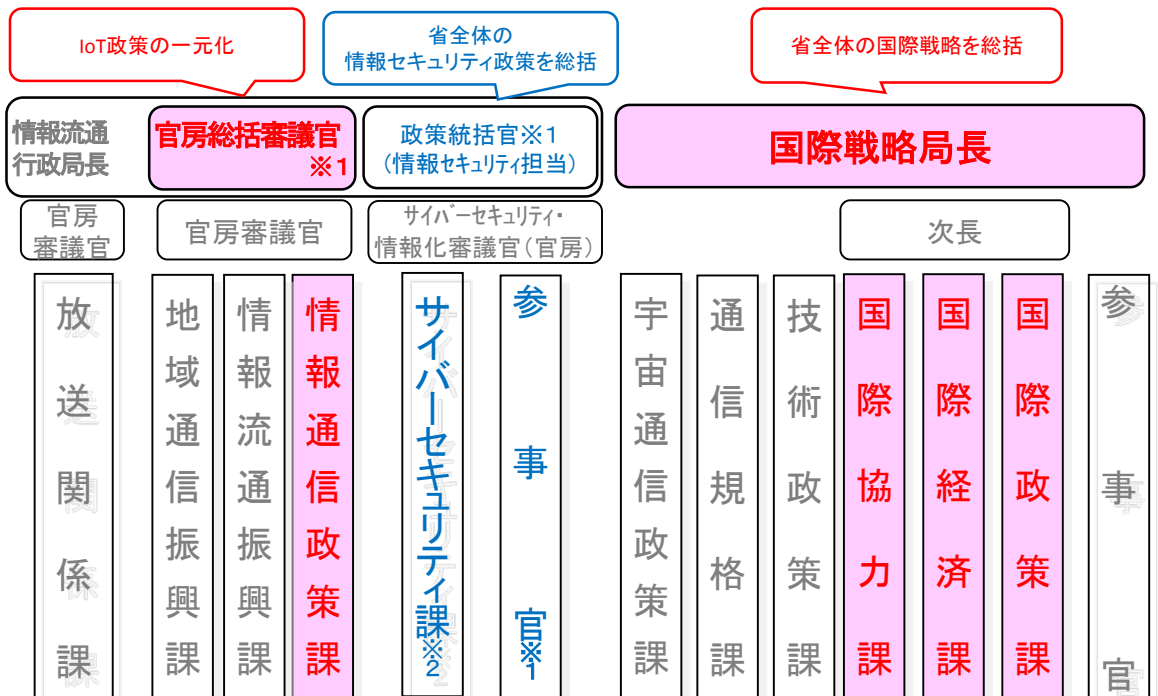 IoT政策の一元化
省全体の
情報セキュリティ政策を総括
省全体の国際戦略を総括
情報流通
行政局長
官房総括審議官
※1
政策統括官※1
(情報セキュリティ担当)
国際戦略局長
官房
審議官
官房審議官
サイバーセキュリティ・
情報化審議官(官房)
次長
放送関係課
地域通信振興課
情報流通振興課
情報通信政策課
サイバーセキュリティ課※2
参事官※1
宇宙通信政策課
通信規格課
技術政策課
国際協力課
国際経済課
国際政策課
参事官